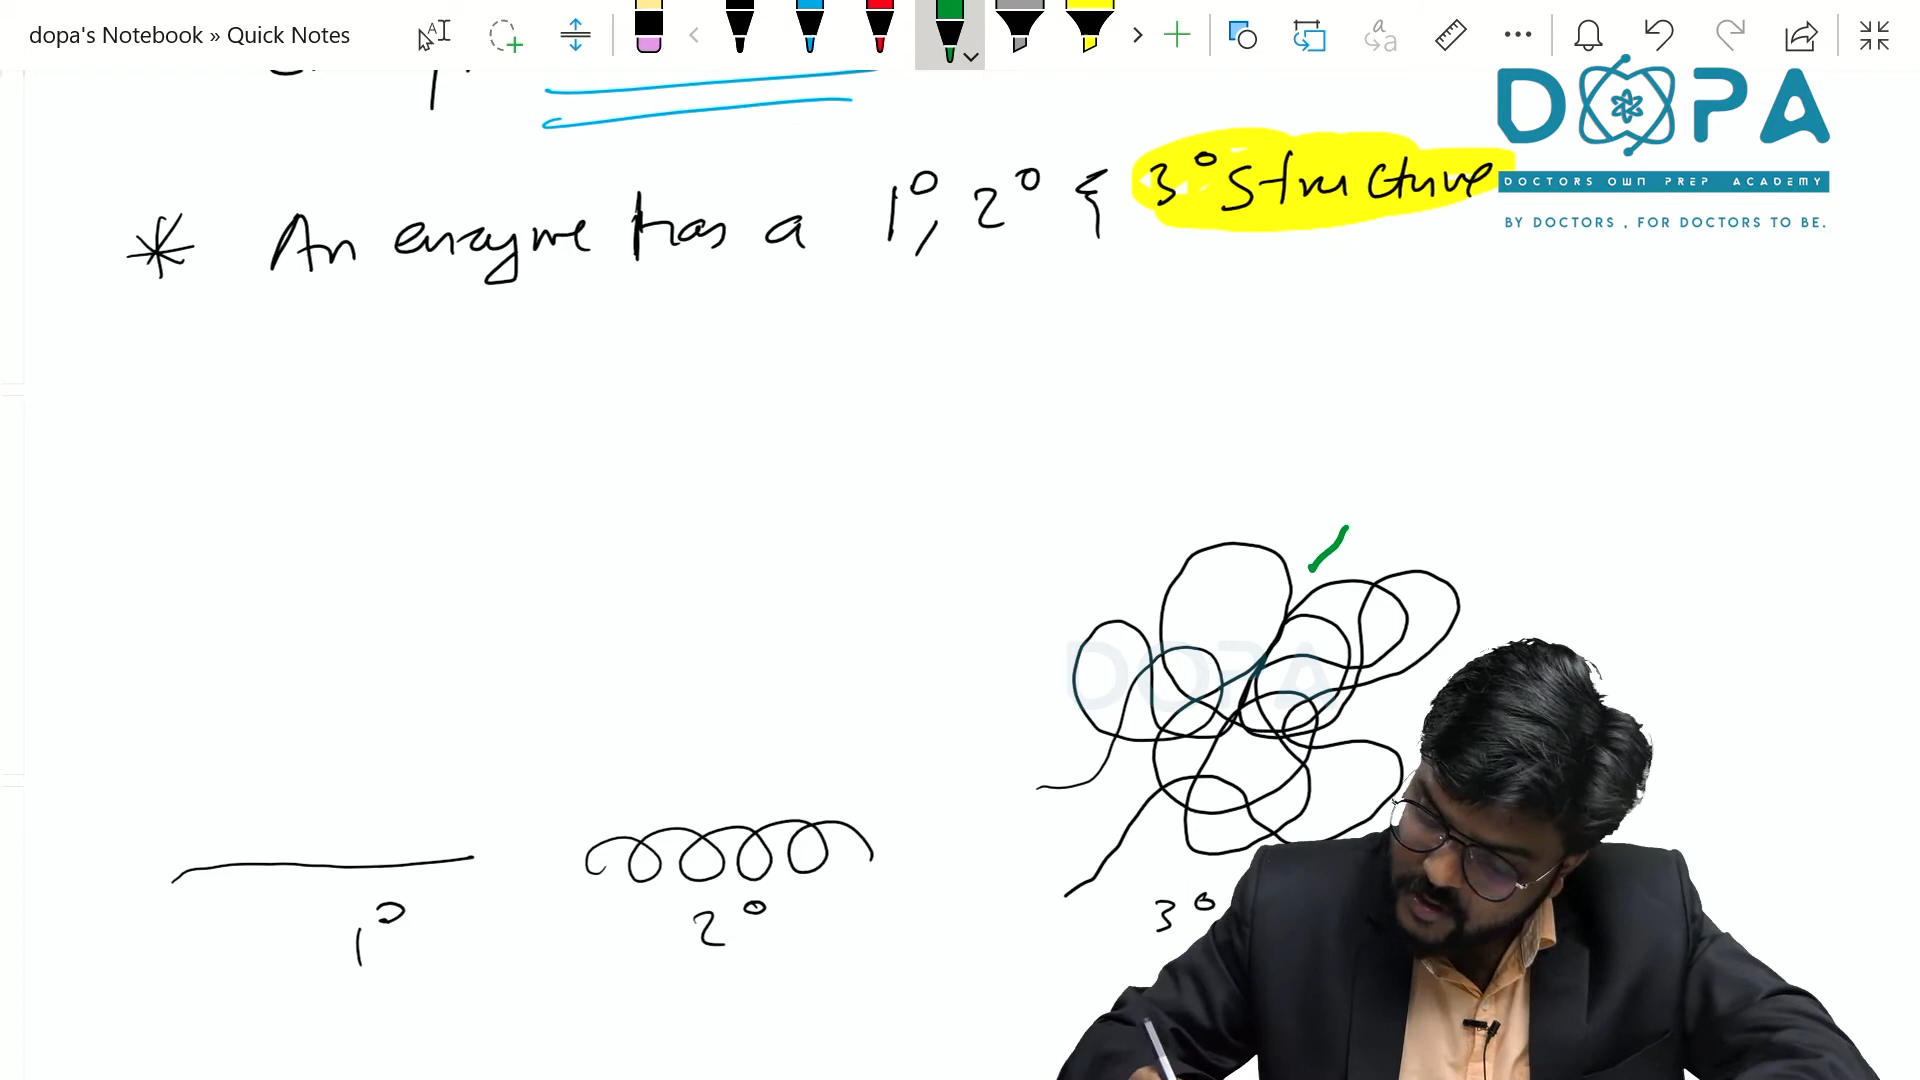 dopa's Notebook » Quick Notes
DOPA
DOCTORS OWN PREP ACADEMY
BY DOCTORS , FOR DOCTORS TO BE.
* An enzyme has a 1°, 2° & 3° structure
DOPA
1°
2°
3°